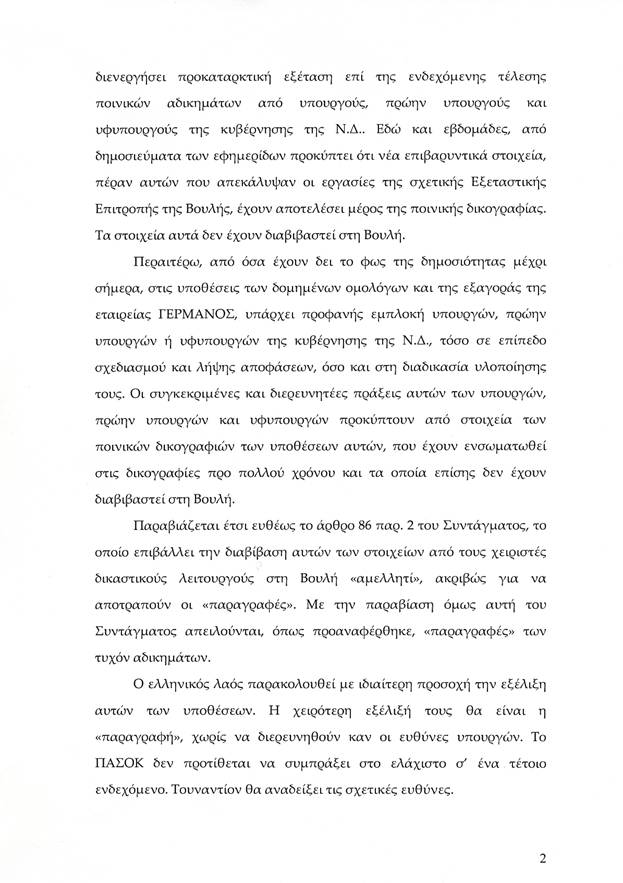 διενεργήσει προκαταρκτική εξέταση επί της ενδεχόμενης τέλεσης
ποινικών αδικημάτων από υπουργούς, πρώην υπουργούς και
υφυπουργούς της κυβέρνησης της Ν.Δ.. Εδώ και εβδομάδες, από
δημοσιεύματα των εφημερίδων προκύπτει ότι νέα επιβαρυντικά στοιχεία,
πέραν αυτών που απεκάλυψαν οι εργασίες της σχετικής Εξεταστικής
Επιτροπής της Βουλής, έχουν αποτελέσει μέρος της ποινικής δικογραφίας.
Τα στοιχεία αυτά δεν έχουν διαβιβαστεί στη Βουλή.
Περαιτέρω, από όσα έχουν δει το φως της δημοσιότητας μέχρι
σήμερα, στις υποθέσεις των δομημένων ομολόγων και της εξαγοράς της
εταιρείας ΓΕΡΜΑΝΟΣ, υπάρχει προφανής εμπλοκή υπουργών, πρώην
υπουργών ή υφυπουργών της κυβέρνησης της Ν.Δ., τόσο σε επίπεδο
σχεδιασμού και λήψης αποφάσεων, όσο και στη διαδικασία υλοποίησης
τους. Οι συγκεκριμένες και διερευνητέες πράξεις αυτών των υπουργών,
πρώην υπουργών και υφυπουργών προκύπτουν από στοιχεία των
ποινικών δικογραφιών των υποθέσεων αυτών, που έχουν ενσωματωθεί
στις δικογραφίες προ πολλού χρόνου και τα οποία επίσης δεν έχουν
διαβιβαστεί στη Βουλή.
Παραβιάζεται έτσι ευθέως το άρθρο 86 παρ. 2 του Συντάγματος, το
οποίο επιβάλλει την διαβίβαση αυτών των στοιχείων από τους χειριστές
δικαστικούς λειτουργούς στη Βουλή «αμελλητί», ακριβώς για να
αποτραπούν οι «παραγραφές». Με την παραβίαση όμως αυτή του
Συντάγματος απειλούνται, όπως προαναφέρθηκε, «παραγραφές» των
τυχόν αδικημάτων.
Ο ελληνικός λαός παρακολουθεί με ιδιαίτερη προσοχή την εξέλιξη
αυτών των υποθέσεων. Η χειρότερη εξέλιξή τους θα είναι η
«παραγραφή», χωρίς να διερευνηθούν καν οι ευθύνες υπουργών. Το
ΠΑΣΟΚ δεν προτίθεται να συμπράξει στο ελάχιστο σ' ένα τέτοιο
ενδεχόμενο. Τουναντίον θα αναδείξει τις σχετικές ευθύνες.
2